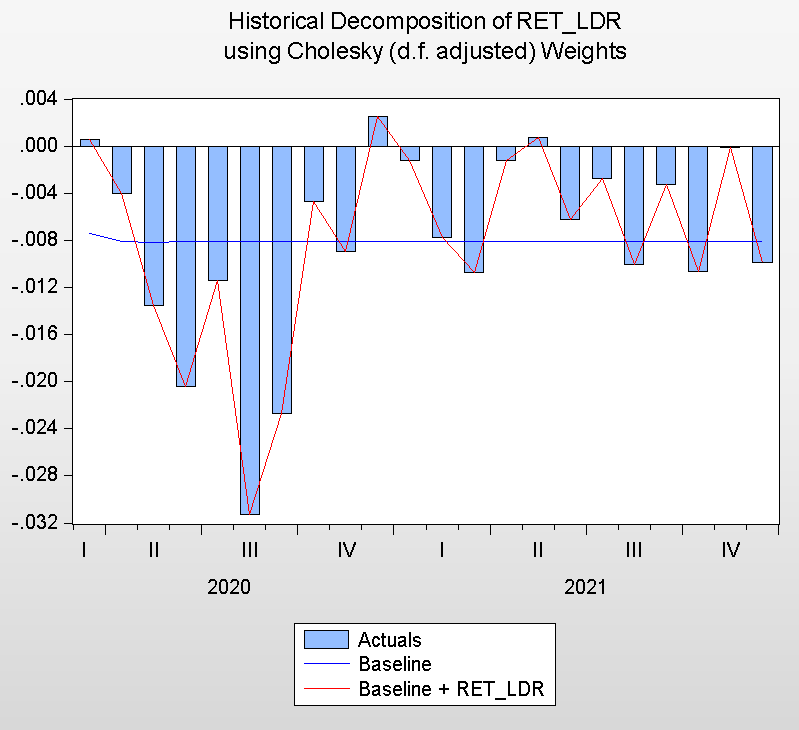 Historical Decomposition of RET_LDR
using Cholesky (d.f. adjusted) Weights
.004
.000
-.004
-.008
-.012
-.016
-.020
-.024
-.028
-.032
I II III IV I II III IV
2020 2021
Actuals
Baseline
Baseline + RET_LDR